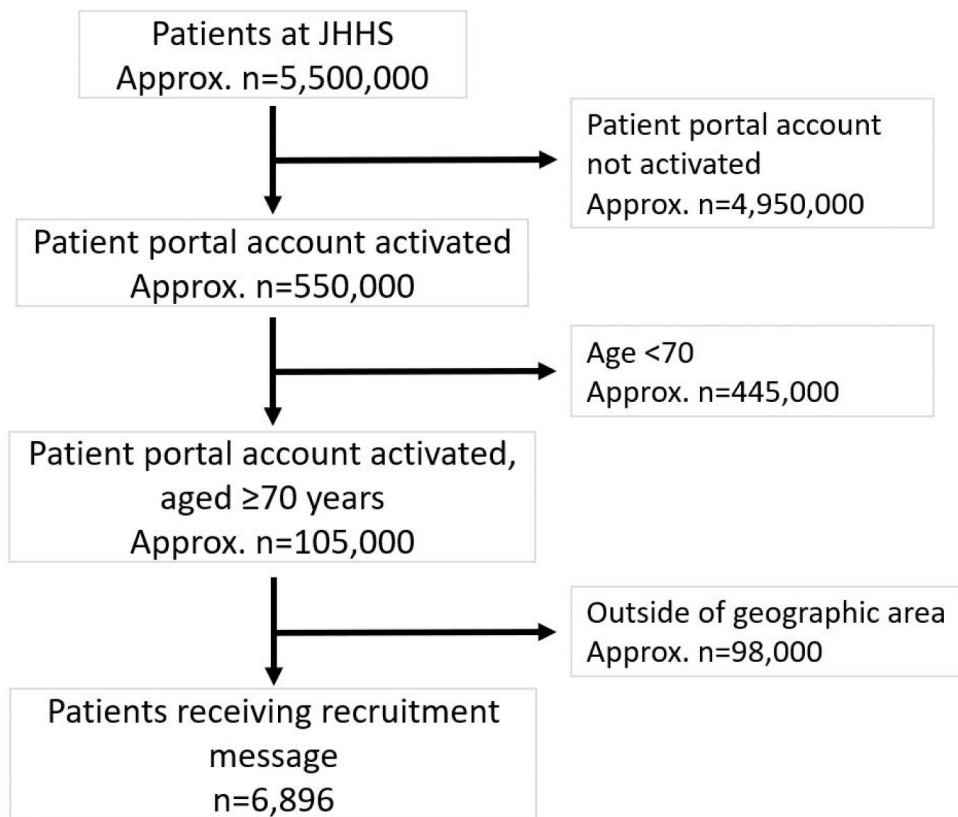 Patients at JHHS
Approx. n=5,500,000
Patient portal account
not activated
Approx. n=4,950,000
Patient portal account activated
Approx. n=550,000
Age <70
Approx. n=445,000
Patient portal account activated,
aged ≥70 years
Approx. n=105,000
Outside of geographic area
Approx. n=98,000
Patients receiving recruitment
message
n=6,896